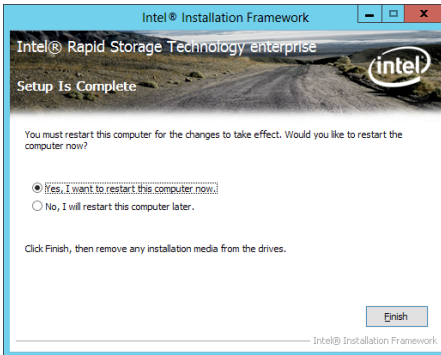 Intel® Installation Framework
Intel® Rapid Storage Technology enterprise
intel
Setup Is Complete
You must restart this computer for the changes to take effect. Would you like to restart the
computer now?
Yes, I want to restart this computer now.
No, I will restart this computer later.
Click Finish, then remove any installation media from the drives.
Finish
Intel® Installation Framework